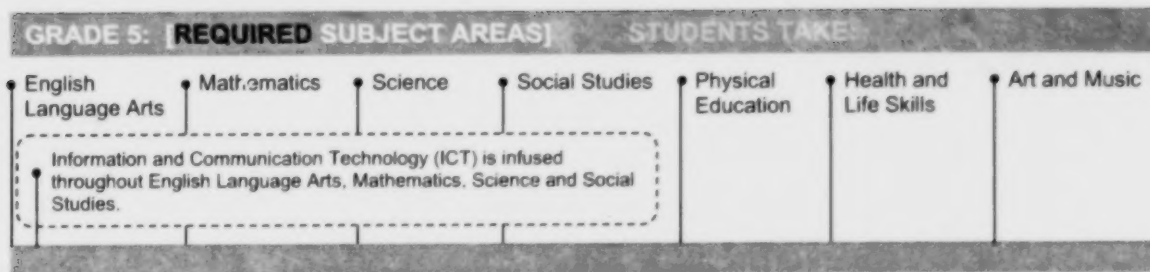 GRADE 5: [REQUIRED SUBJECT AREAS] STUDENTS TAKE:
English
Language Arts
Mathematics
Science
Social Studies
Physical
Education
Health and
Life Skills
Art and Music
Information and Communication Technology (ICT) is infused
throughout English Language Arts, Mathematics, Science and Social
Studies.